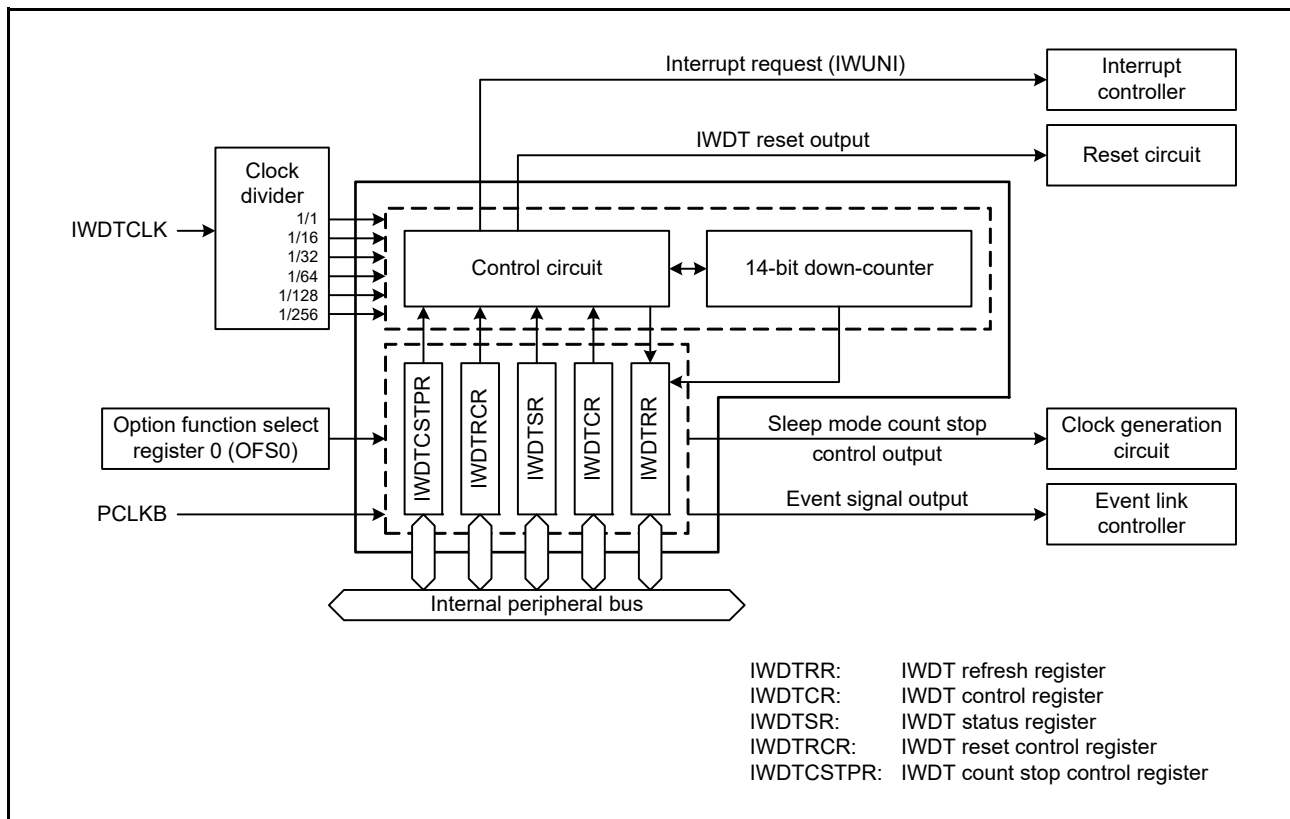 Interrupt request (IWUNI)
Interrupt
controller
IWDT reset output
Reset circuit
Clock
divider
IWDTCLK
1/1
1/16
1/32
1/64
1/128
1/256
Control circuit
14-bit down-counter
IWDTCSTPR
IWDTRCR
IWDTSR
IWDTCR
IWDTRR
Option function select
register 0 (OFS0)
PCLKB
Sleep mode count stop
control output
Clock generation
circuit
Event signal output
Event link
controller
Internal peripheral bus
IWDTRR: IWDT refresh register
IWDTCR: IWDT control register
IWDTSR: IWDT status register
IWDTRCR: IWDT reset control register
IWDTCSTPR: IWDT count stop control register